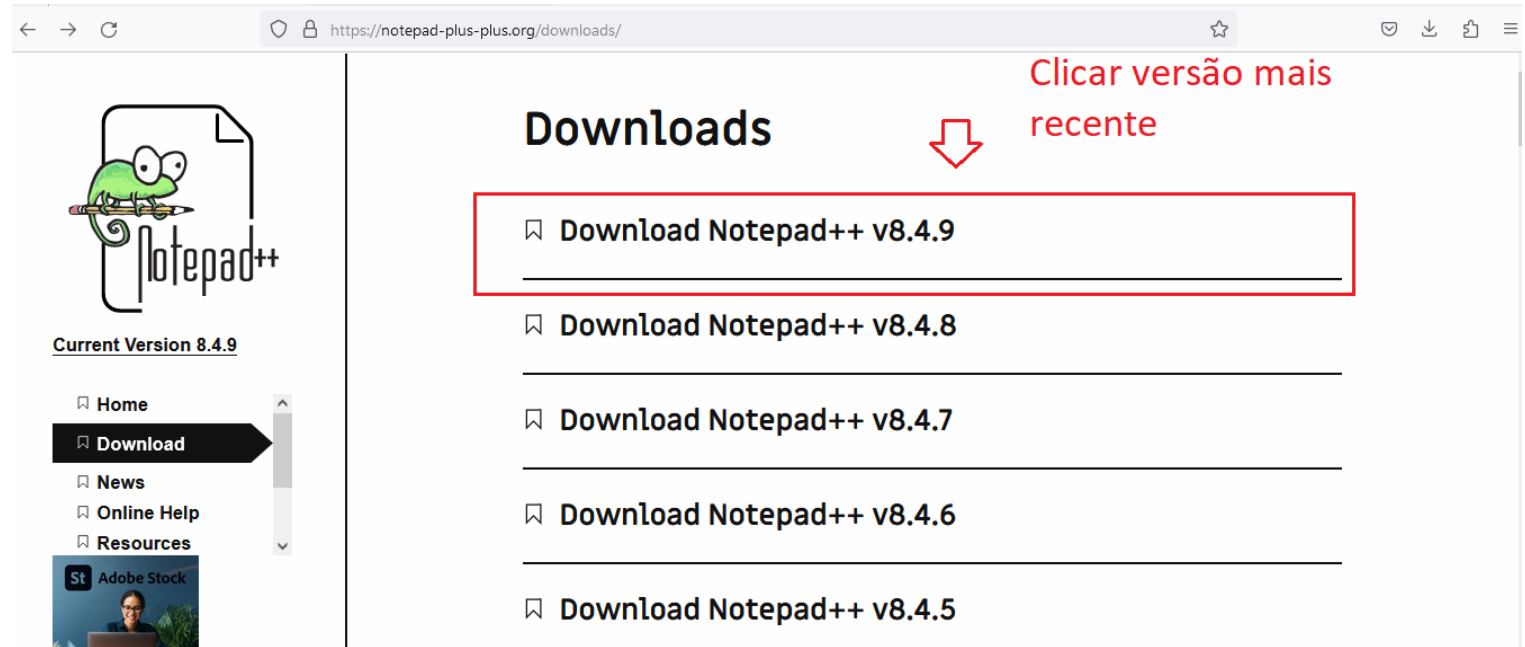 https://notepad-plus-plus.org/downloads/
Clicar versão mais
recente
Notepad++
Current Version 8.4.9
Home
Download
News
Online Help
Resources
St Adobe Stock
Downloads
Download Notepad++ v8.4.9
Download Notepad++ v8.4.8
Download Notepad++ v8.4.7
Download Notepad++ v8.4.6
Download Notepad++ v8.4.5